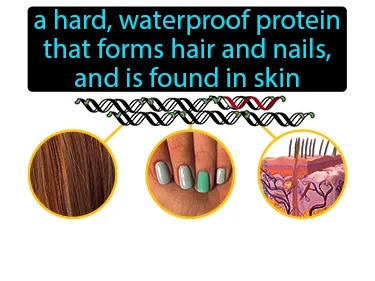 a hard, waterproof protein
that forms hair and nails,
and is found in skin